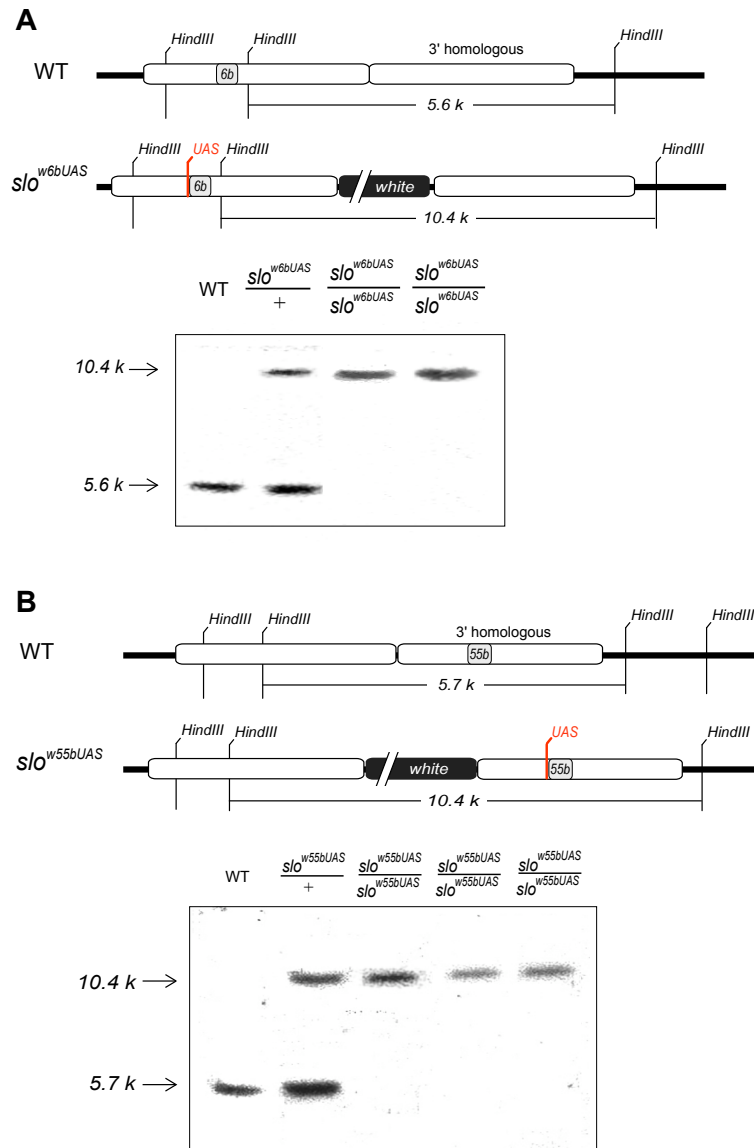 A
HindIII HindIII HindIII
3' homologous
WT
6b
5.6 k
HindIII UAS HindIII HindIII
slo^w6bUAS
6b white
10.4 k
WT slo^w6bUAS/+ slo^w6bUAS/slo^w6bUAS slo^w6bUAS/slo^w6bUAS
10.4 k
5.6 k
B
HindIII HindIII HindIII HindIII
3' homologous
WT
55b
5.7 k
HindIII HindIII UAS HindIII
slo^w55bUAS
white 55b
10.4 k
WT slo^w55bUAS/+ slo^w55bUAS/slo^w55bUAS slo^w55bUAS/slo^w55bUAS slo^w55bUAS/slo^w55bUAS
10.4 k
5.7 k